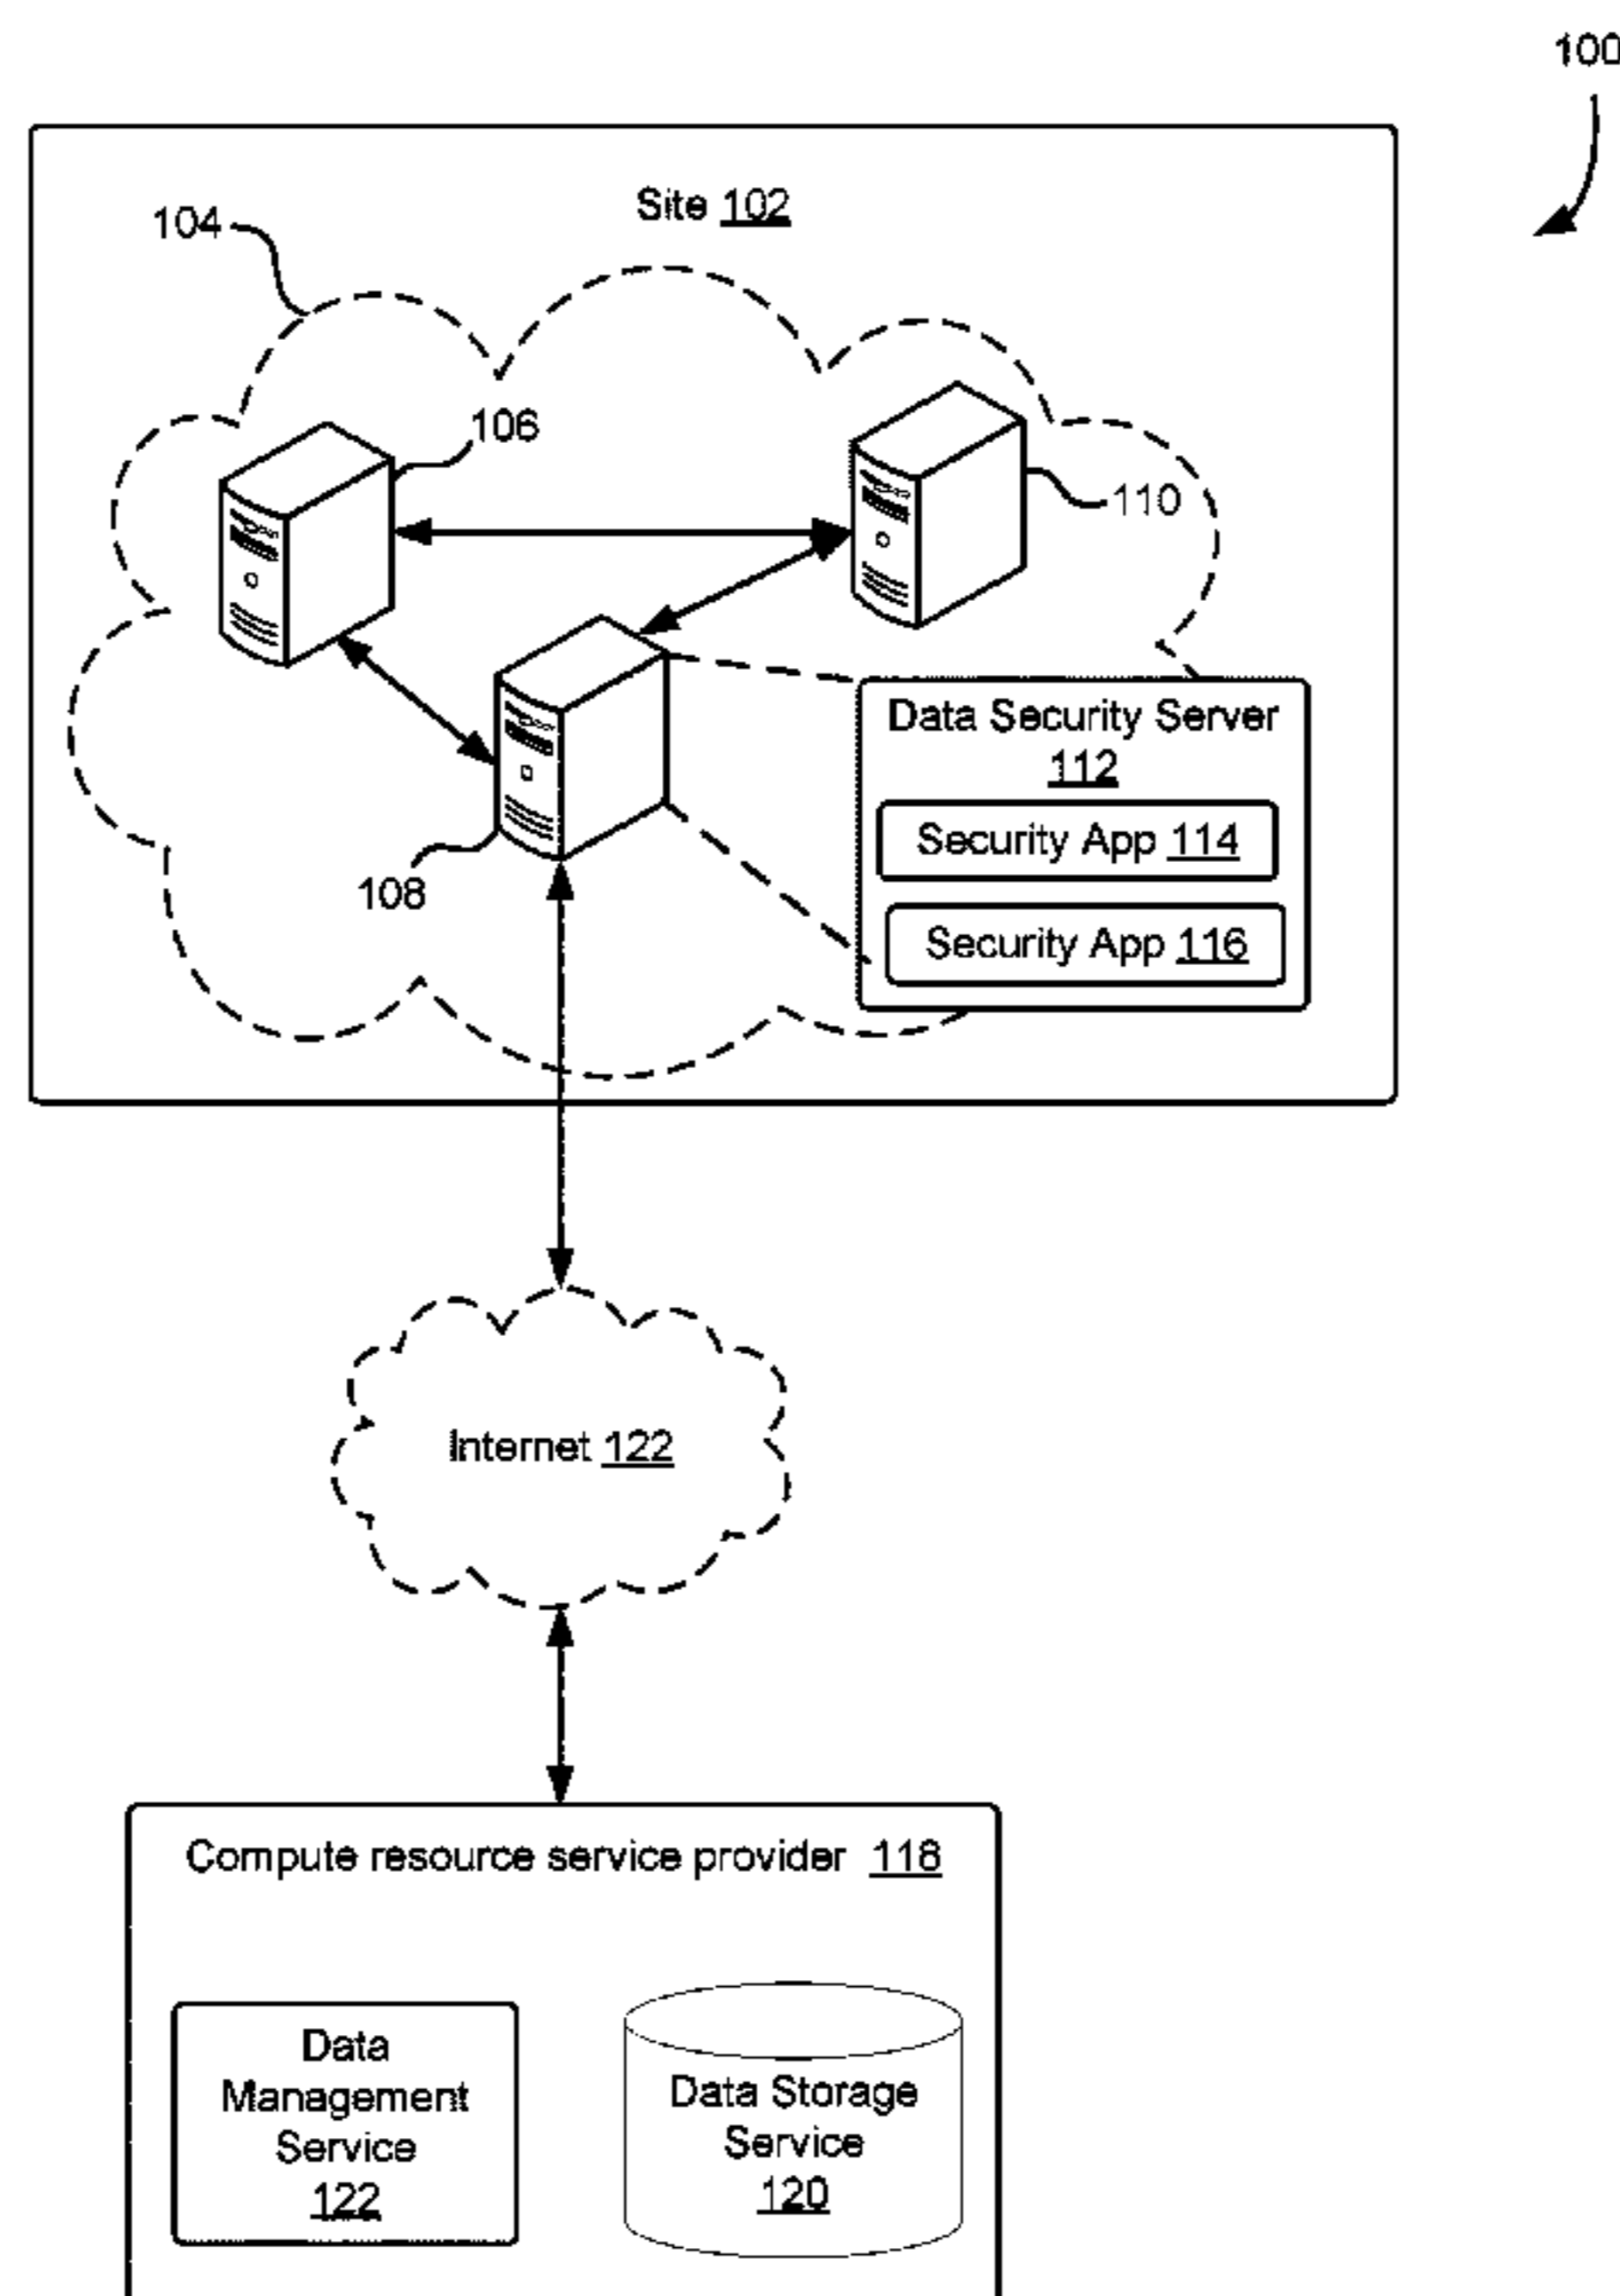 100
Site 102
104
106
110
Data Security Server
112
Security App 114
108
Security App 116
Internet 122
Compute resource service provider 118
Data
Management
Service
122
Data Storage
Service
120